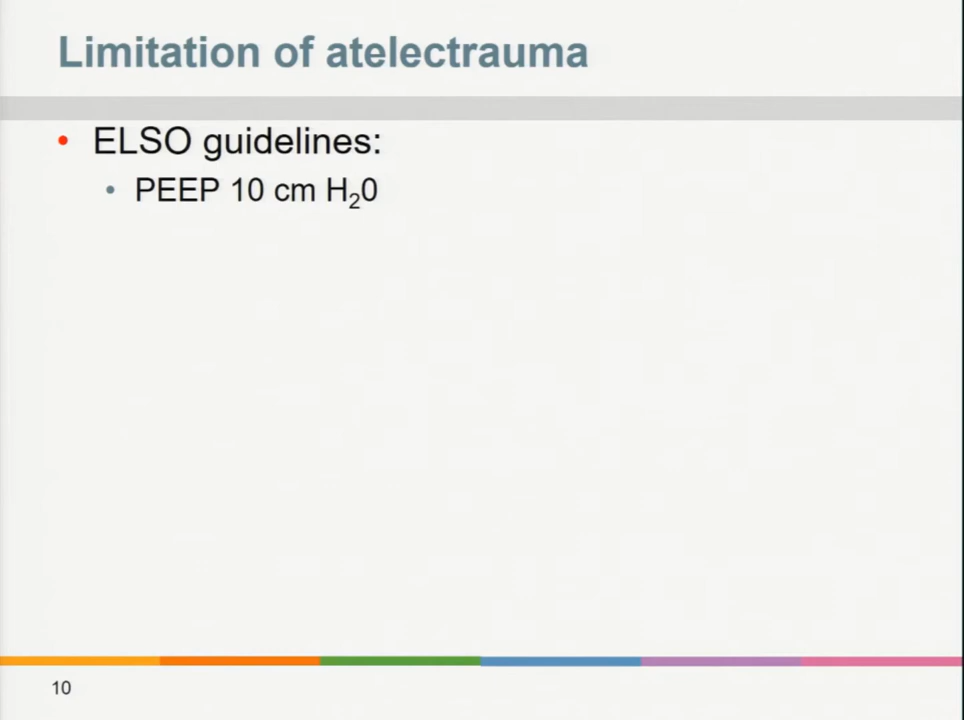 Limitation of atelectrauma
• ELSO guidelines:
• PEEP 10 cm H₂0
10